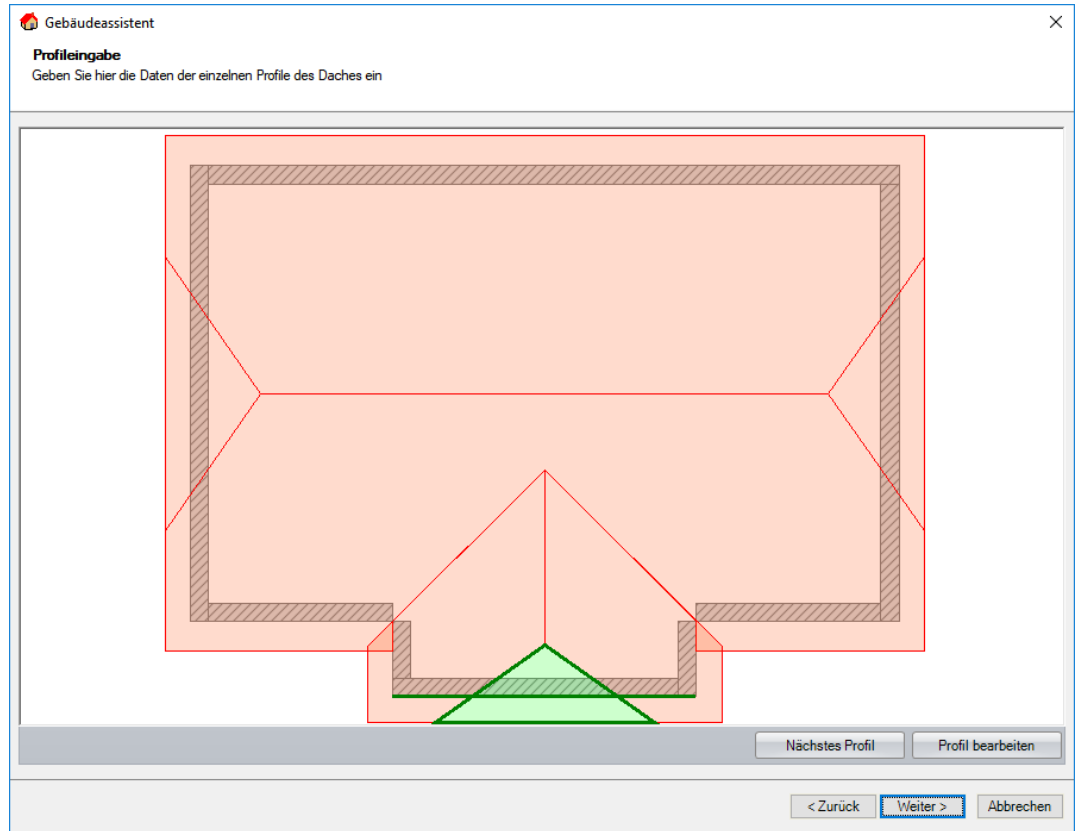 Gebäudeassistent
Profileingabe
Geben Sie hier die Daten der einzelnen Profile des Daches ein
Nächstes Profil
Profil bearbeiten
< Zurück
Weiter >
Abbrechen